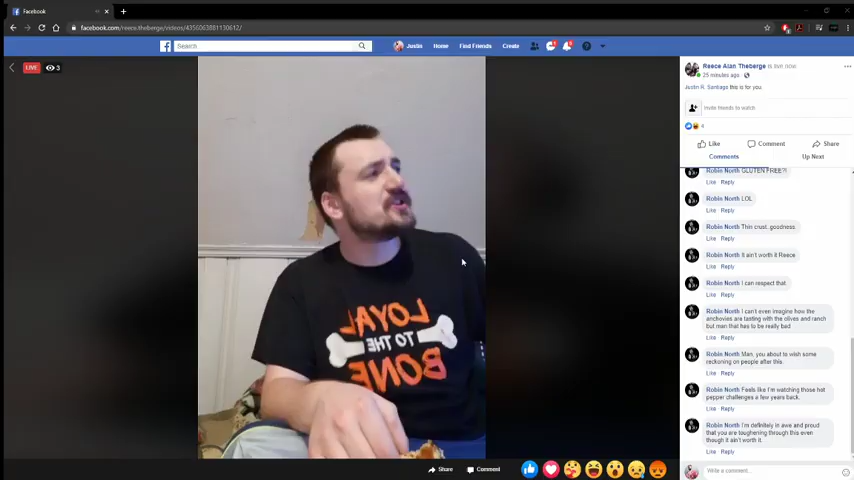 Facebook
facebook.com/reece.theberge/videos/4356063881130612/
Search
Justin
Home
Find Friends
Create
LIVE
3
Reece Alan Theberge is live now
25 minutes ago
Justin R. Santiago this is for you.
Invite friends to watch
4
Like
Comment
Share
Comments
Up Next
Robin North GLUTEN FREE?!
Like Reply
Robin North LOL
Like Reply
Robin North Thin crust..goodness
Like Reply
Robin North It ain't worth it Reece
Like Reply
Robin North I can respect that
Like Reply
Robin North I can't even imagine how the
anchovies are tasting with the olives and ranch
but man that has to be really bad
Like Reply
Robin North Man, you about to wish some
reckoning on people after this.
Like Reply
Robin North Feels like I'm watching those hot
pepper challenges a few years back.
Like Reply
Robin North I'm definitely in awe and proud
that you are toughening through this even
though it ain't worth it.
Like Reply
Write a comment...
LOYAL
TO THE
BONE
Share
Comment